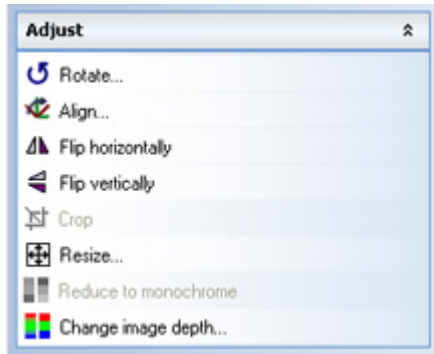 Adjust
Rotate...
Align...
Flip horizontally
Flip vertically
Crop
Resize...
Reduce to monochrome
Change image depth...